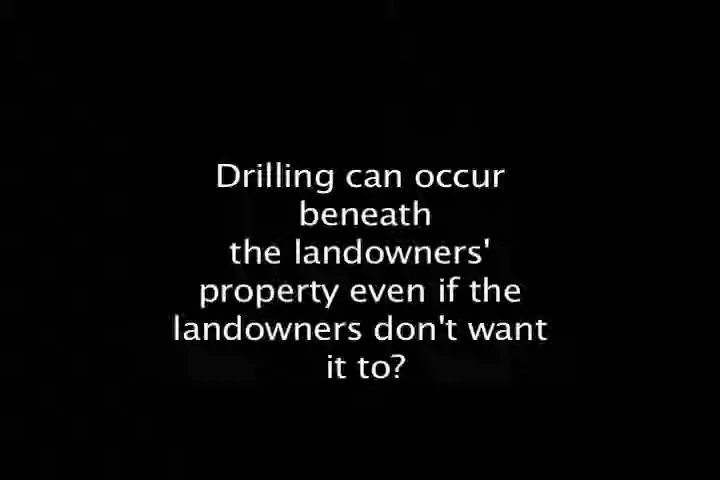 Drilling can occur
beneath
the landowners'
property even if the
landowners don't want
it to?